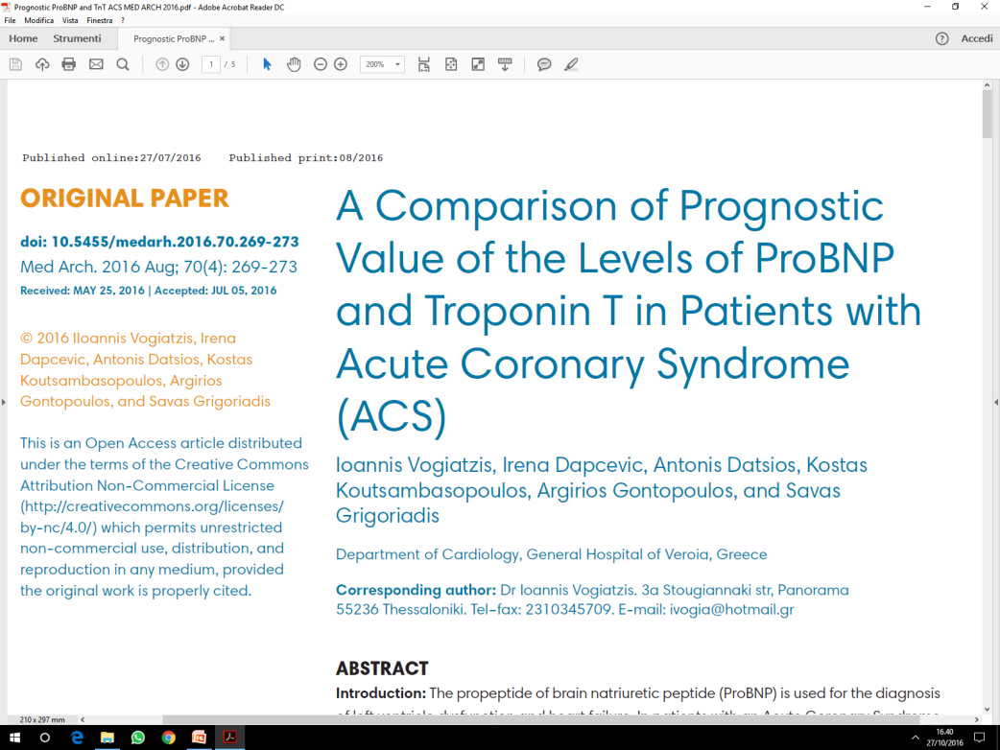 Prognostic ProBNP and TnT ACS MED ARCH 2016.pdf - Adobe Acrobat Reader DC
File Modifica Vista Finestra ?
Home Strumenti Prognostic ProBNP ... × ? Accedi
1 / 5 200%
Published online:27/07/2016 Published print:08/2016
ORIGINAL PAPER
doi: 10.5455/medarh.2016.70.269-273
Med Arch. 2016 Aug; 70(4): 269-273
Received: MAY 25, 2016 | Accepted: JUL 05, 2016
© 2016 Iloannis Vogiatzis, Irena
Dapcevic, Antonis Datsios, Kostas
Koutsambasopoulos, Argirios
Gontopoulos, and Savas Grigoriadis
This is an Open Access article distributed
under the terms of the Creative Commons
Attribution Non-Commercial License
(http://creativecommons.org/licenses/
by-nc/4.0/) which permits unrestricted
non-commercial use, distribution, and
reproduction in any medium, provided
the original work is properly cited.
A Comparison of Prognostic
Value of the Levels of ProBNP
and Troponin T in Patients with
Acute Coronary Syndrome
(ACS)
Ioannis Vogiatzis, Irena Dapcevic, Antonis Datsios, Kostas
Koutsambasopoulos, Argirios Gontopoulos, and Savas
Grigoriadis
Department of Cardiology, General Hospital of Veroia, Greece
Corresponding author: Dr Ioannis Vogiatzis. 3a Stougiannaki str, Panorama
55236 Thessaloniki. Tel-fax: 2310345709. E-mail: ivogia@hotmail.gr
ABSTRACT
Introduction: The propeptide of brain natriuretic peptide (ProBNP) is used for the diagnosis
210 x 297 mm
16.40
27/10/2016